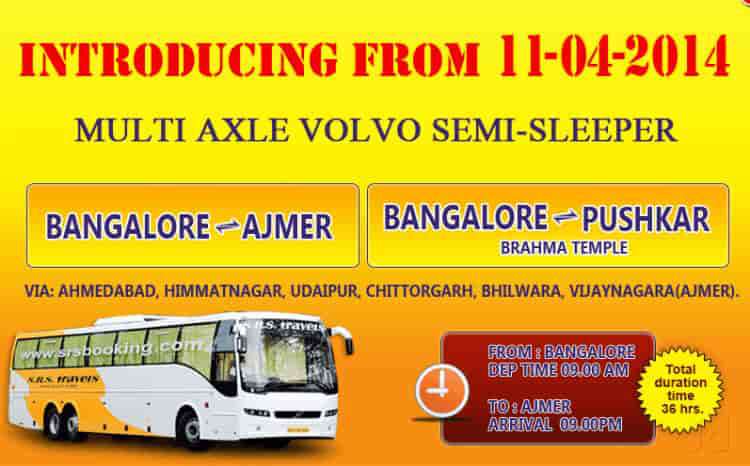 INTRODUCING FROM 11-04-2014
MULTI AXLE VOLVO SEMI-SLEEPER
BANGALORE ⇌ AJMER
BANGALORE ⇌ PUSHKAR
BRAHMA TEMPLE
VIA: AHMEDABAD, HIMMATNAGAR, UDAIPUR, CHITTORGARH, BHILWARA, VIJAYNAGARA(AJMER).
S.R.S. travels
www.srsbooking.com
S.R.S. travels
FROM : BANGALORE
DEP TIME 09.00 AM
TO : AJMER
ARRIVAL 09.00PM
Total
duration
time
36 hrs.